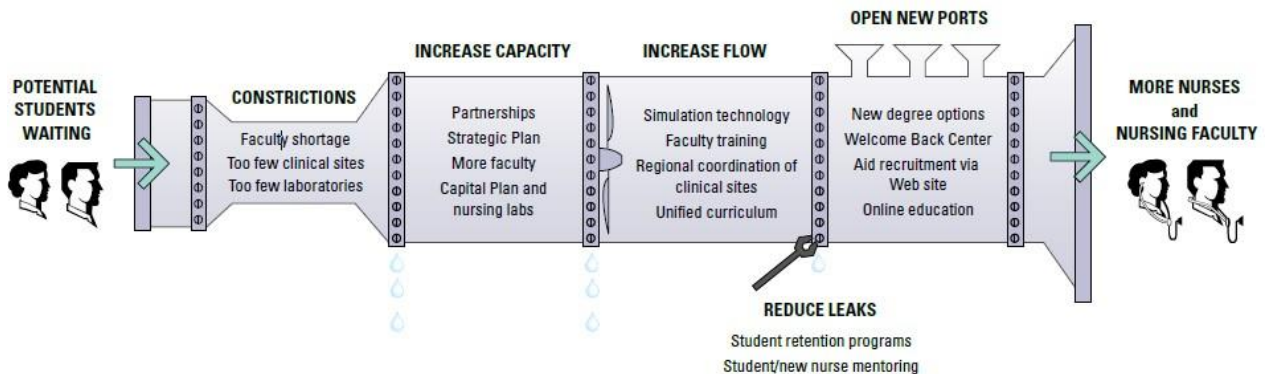 POTENTIAL
STUDENTS
WAITING
CONSTRICTIONS
Faculty shortage
Too few clinical sites
Too few laboratories
INCREASE CAPACITY
Partnerships
Strategic Plan
More faculty
Capital Plan and
nursing labs
INCREASE FLOW
Simulation technology
Faculty training
Regional coordination of
clinical sites
Unified curriculum
OPEN NEW PORTS
New degree options
Welcome Back Center
Aid recruitment via
Web site
Online education
REDUCE LEAKS
Student retention programs
Student/new nurse mentoring
MORE NURSES
and
NURSING FACULTY